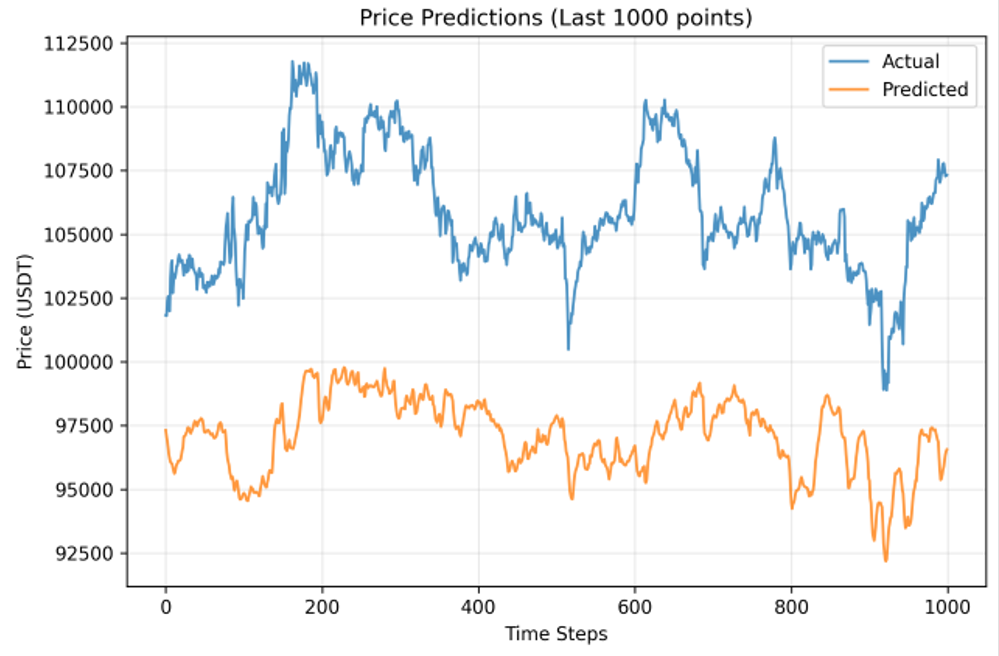 Price Predictions (Last 1000 points)
Actual
Predicted
112500
110000
107500
105000
102500
100000
97500
95000
92500
Price (USDT)
0 200 400 600 800 1000
Time Steps